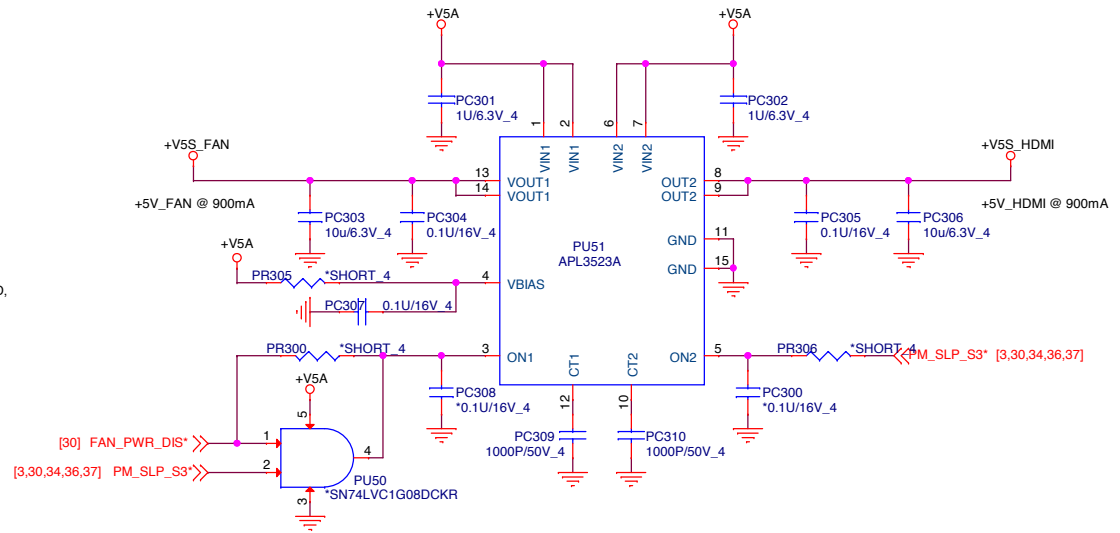 +V5A
+V5A
PC301
1U/6.3V_4
PC302
1U/6.3V_4
1
2
6
7
VIN1
VIN1
VIN2
VIN2
+V5S_FAN
+V5S_HDMI
13
VOUT1
OUT2
8
14
VOUT1
OUT2
9
+5V_FAN @ 900mA
+5V_HDMI @ 900mA
PC303
10u/6.3V_4
PC304
0.1U/16V_4
PC305
0.1U/16V_4
PC306
10u/6.3V_4
GND
11
GND
15
PU51
APL3523A
+V5A
PR305
*SHORT_4
4
VBIAS
PC307
0.1U/16V_4
PR300
*SHORT_4
3
ON1
ON2
5
PR306
*SHORT_4
PM_SLP_S3* [3,30,34,36,37]
CT1
CT2
+V5A
PC308
*0.1U/16V_4
PC300
*0.1U/16V_4
12
10
5
PC309
1000P/50V_4
PC310
1000P/50V_4
[30] FAN_PWR_DIS*
1
4
[3,30,34,36,37] PM_SLP_S3*
2
3
PU50
*SN74LVC1G08DCKR